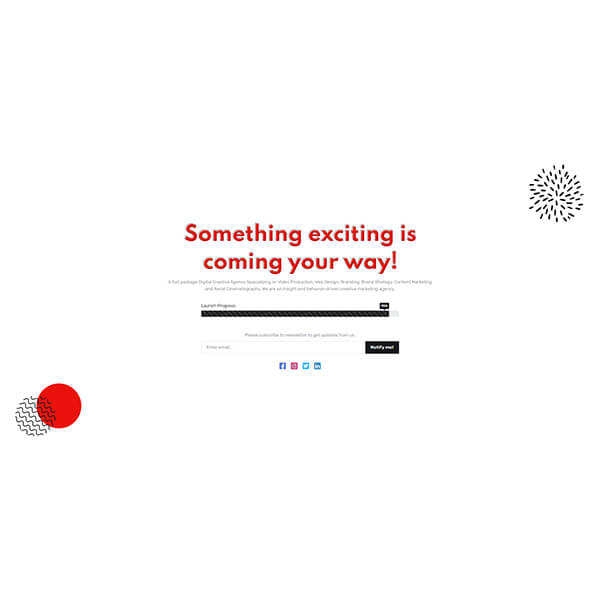 Something exciting is
coming your way!
A Full package Digital Creative Agency Specializing in Video Production, Web Design, Branding, Brand Strategy, Content Marketing
and Aerial Cinematography. We are an insight and behavior-driven creative marketing agency.
Launch Progress
Please subscribe to newsletter to get updates from us.
Enter email...
Notify me!